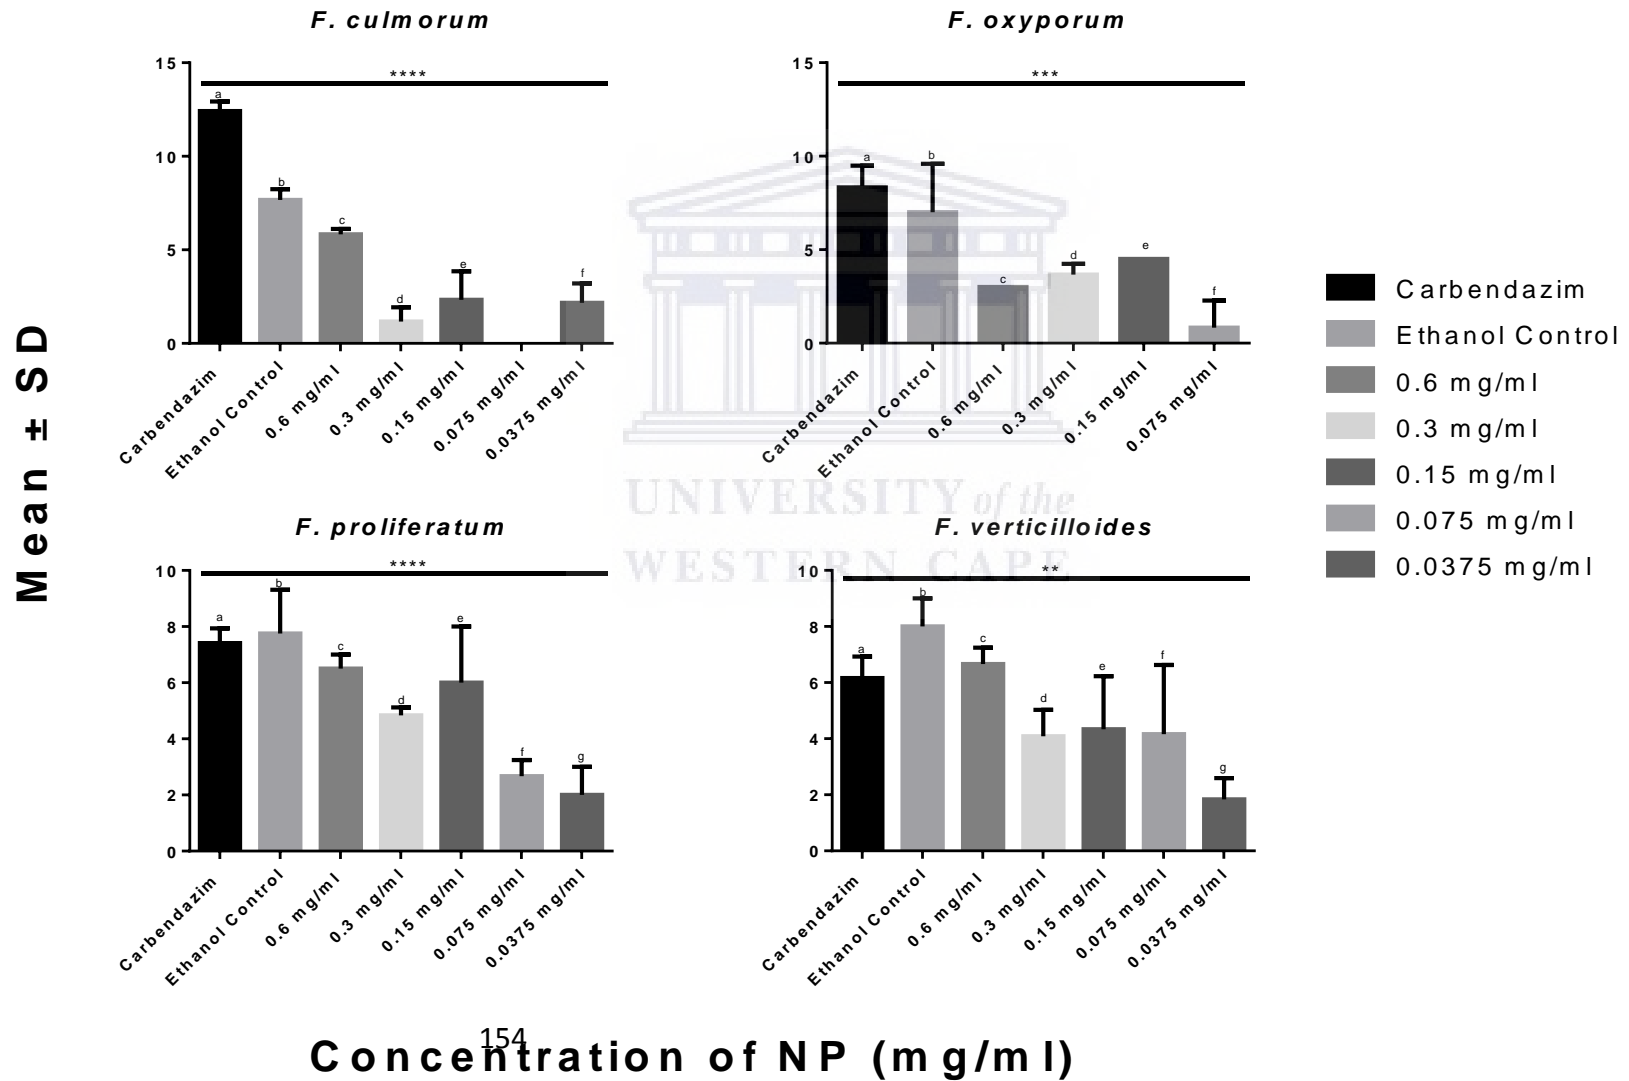 F. culmorum
15
10
5
0
****
a
b
c
d
e
f
Carbendazim
Ethanol Control
0.6 mg/ml
0.3 mg/ml
0.15 mg/ml
0.075 mg/ml
0.0375 mg/ml
F. oxyporum
15
10
5
0
***
a
b
c
d
e
f
Carbendazim
Ethanol Control
0.6 mg/ml
0.3 mg/ml
0.15 mg/ml
0.075 mg/ml
Carbendazim
Ethanol Control
0.6 mg/ml
0.3 mg/ml
0.15 mg/ml
0.075 mg/ml
0.0375 mg/ml
Mean ± SD
UNIVERSITY of the
WESTERN CAPE
F. proliferatum
10
8
6
4
2
0
****
a
b
c
d
e
f
g
Carbendazim
Ethanol Control
0.6 mg/ml
0.3 mg/ml
0.15 mg/ml
0.075 mg/ml
0.0375 mg/ml
F. verticilloides
10
8
6
4
2
0
**
a
b
c
d
e
f
g
Carbendazim
Ethanol Control
0.6 mg/ml
0.3 mg/ml
0.15 mg/ml
0.075 mg/ml
0.0375 mg/ml
154
Concentration of NP (mg/ml)